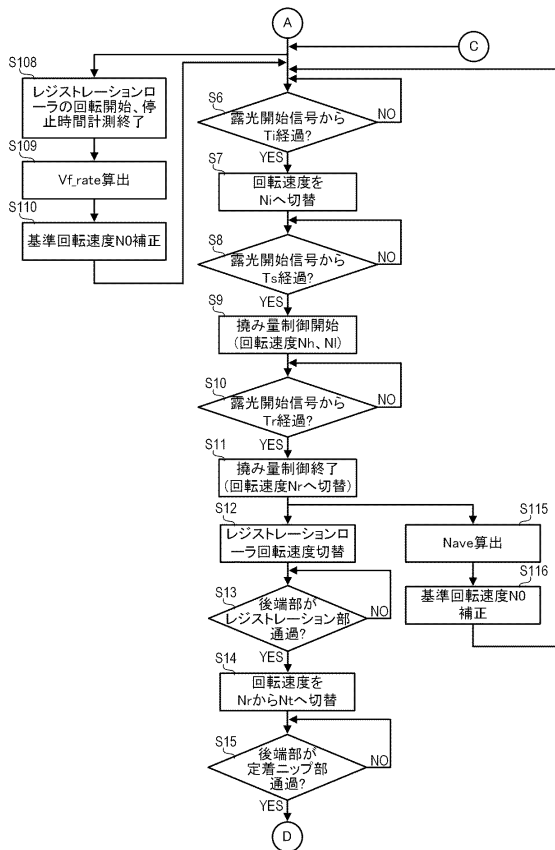 A
C
S108
レジストレーションロ
ーラの回転開始、停
止時間計測終了
S109
Vf_rate算出
S110
基準回転速度N0補正
S6
露光開始信号から
Ti経過?
NO
YES
S7
回転速度を
Niへ切替
S8
露光開始信号から
Ts経過?
NO
YES
S9
撓み量制御開始
(回転速度Nh、Nl)
S10
露光開始信号から
Tr経過?
NO
YES
S11
撓み量制御終了
(回転速度Nrへ切替)
S12
レジストレーションロ
ーラ回転速度切替
S115
Nave算出
S116
基準回転速度N0
補正
S13
後端部が
レジストレーション部
通過?
NO
YES
S14
回転速度を
NrからNtへ切替
S15
後端部が
定着ニップ部
通過?
NO
YES
D